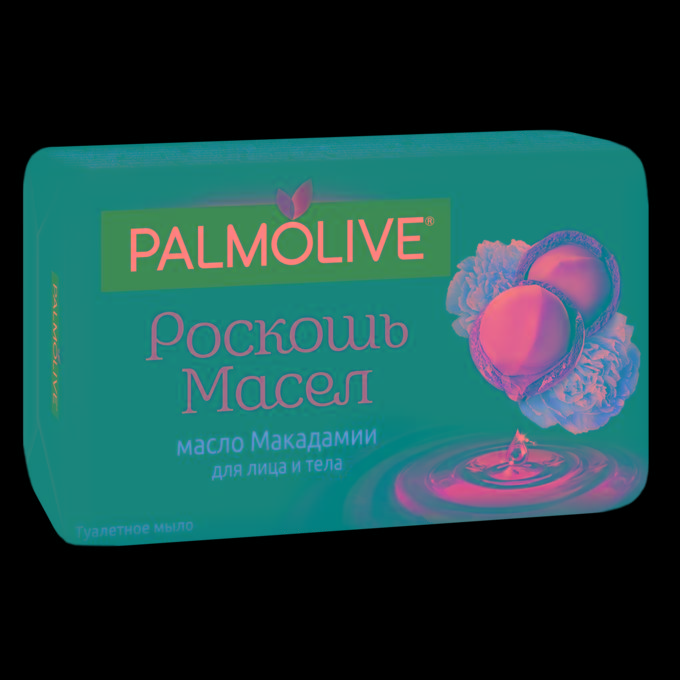 PALMOLIVE®
Роскошь
Масел
масло Макадамии
для лица и тела
Туалетное мыло
PALMOLIVE